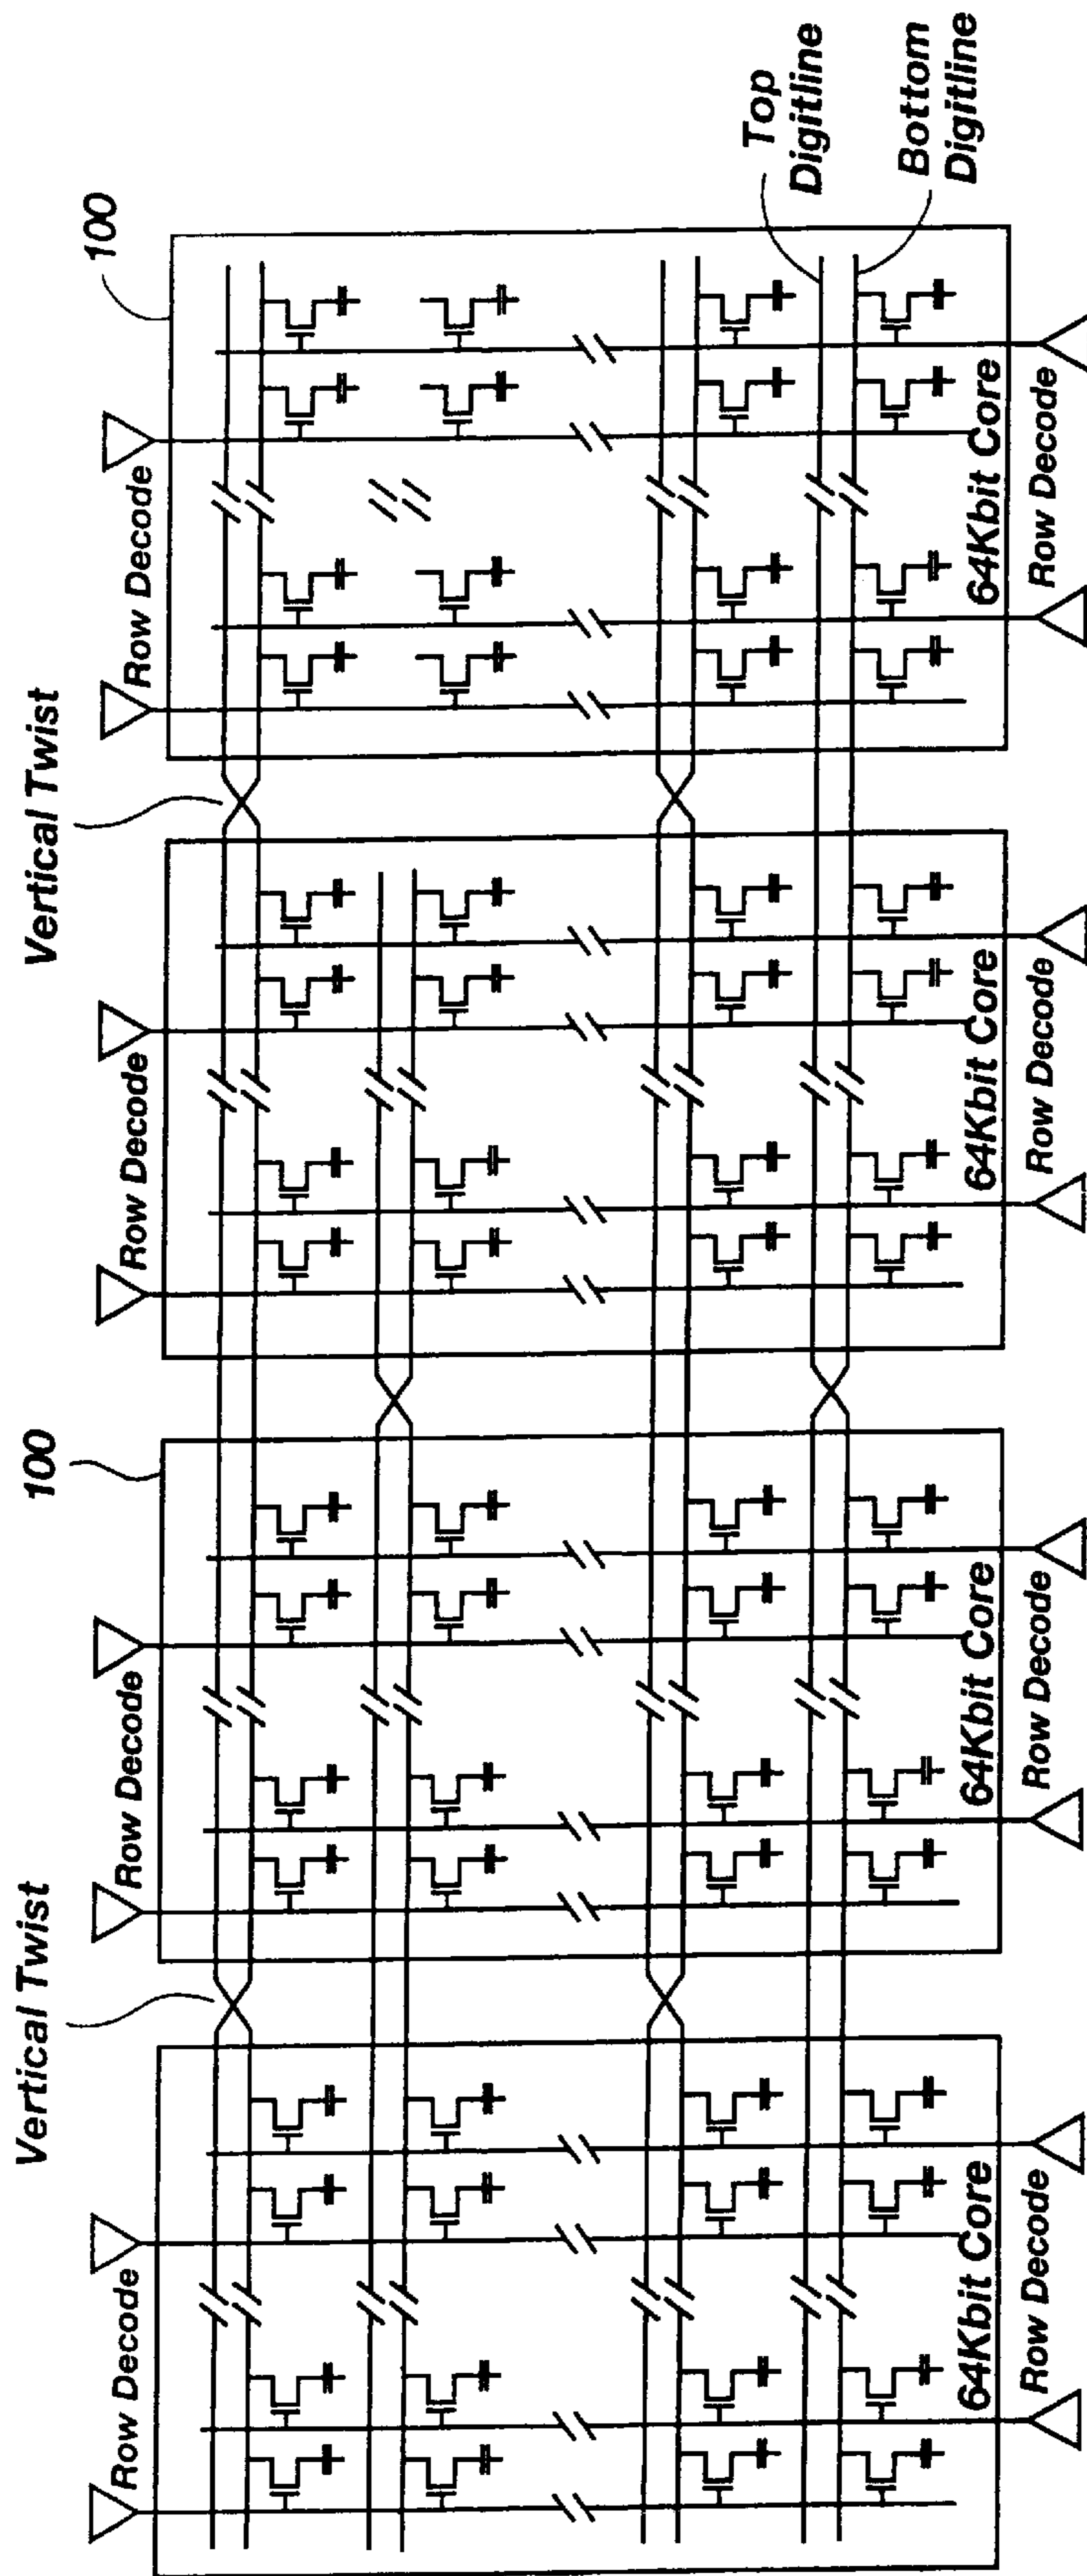 Vertical Twist
Vertical Twist
100
100
Row Decode
Row Decode
Row Decode
Row Decode
Top
Digitline
Bottom
Digitline
64Kbit Core
64Kbit Core
64Kbit Core
64Kbit Core
Row Decode
Row Decode
Row Decode
Row Decode